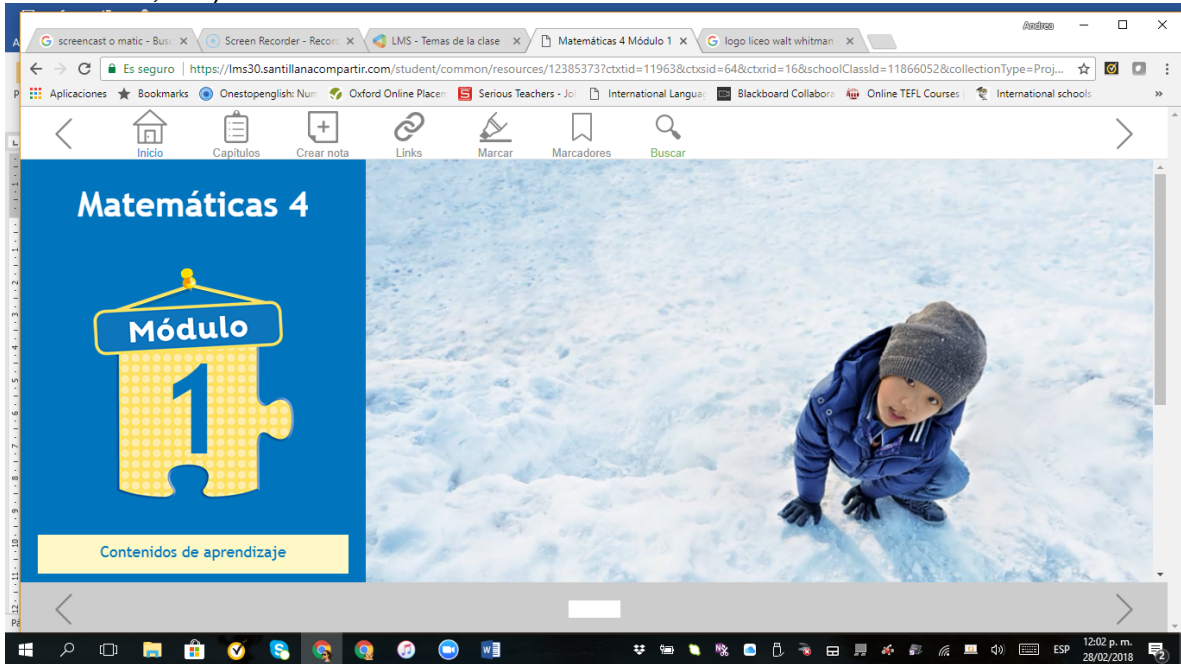 Andrea
screencast o matic - Bus
Screen Recorder - Recor
LMS - Temas de la clase
Matemáticas 4 Módulo 1
logo liceo walt whitman
Es seguro
https://lms30.santillanacompartir.com/student/common/resources/12385373?ctxtid=11963&ctxsid=64&ctxrid=16&schoolClassId=11866052&collectionType=Proj...
Aplicaciones
Bookmarks
Onestopenglish: Num
Oxford Online Placem
Serious Teachers - Jo
International Languag
Blackboard Collabora
Online TEFL Courses
International schools
»
Inicio
Capítulos
Crear nota
Links
Marcar
Marcadores
Buscar
Matemáticas 4
Módulo
1
Contenidos de aprendizaje
ESP
12:02 p. m.
28/02/2018